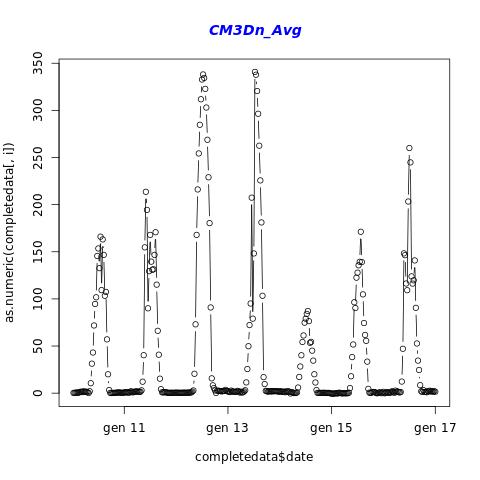 CM3Dn_Avg
as.numeric(completedata[, i])
350
300
250
200
150
100
50
0
gen 11 gen 13 gen 15 gen 17
completedata$date